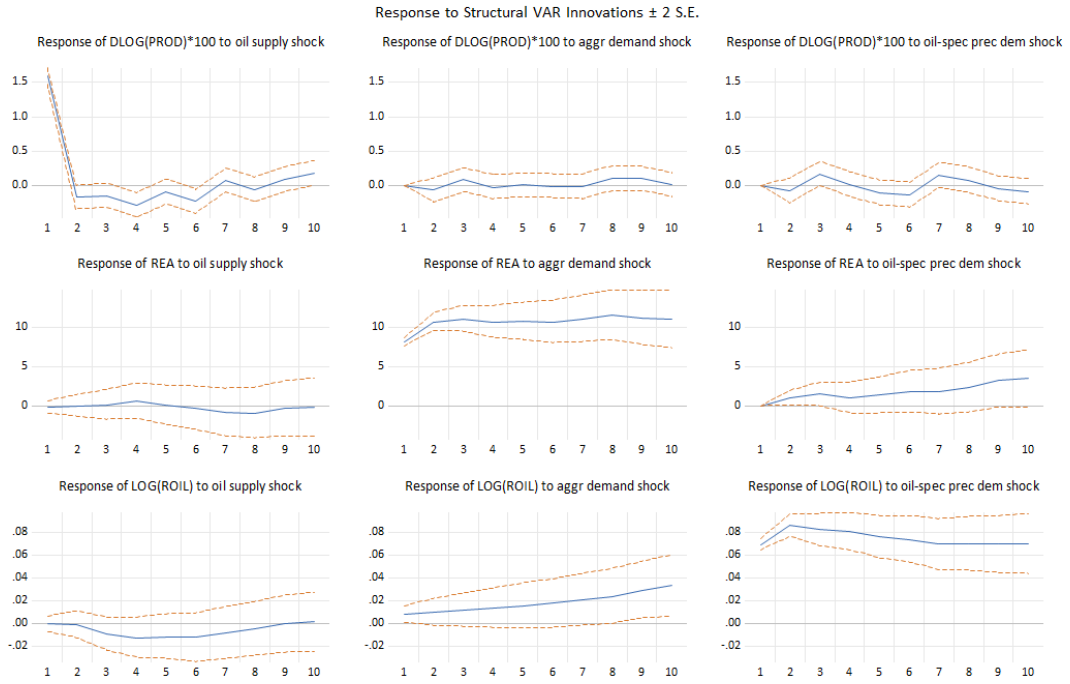 Response to Structural VAR Innovations ± 2 S.E.
Response of DLOG(PROD)*100 to oil supply shock
1.5
1.0
0.5
0.0
1 2 3 4 5 6 7 8 9 10
Response of DLOG(PROD)*100 to aggr demand shock
1.5
1.0
0.5
0.0
1 2 3 4 5 6 7 8 9 10
Response of DLOG(PROD)*100 to oil-spec prec dem shock
1.5
1.0
0.5
0.0
1 2 3 4 5 6 7 8 9 10
Response of REA to oil supply shock
10
5
0
1 2 3 4 5 6 7 8 9 10
Response of REA to aggr demand shock
10
5
0
1 2 3 4 5 6 7 8 9 10
Response of REA to oil-spec prec dem shock
10
5
0
1 2 3 4 5 6 7 8 9 10
Response of LOG(ROIL) to oil supply shock
.08
.06
.04
.02
.00
-.02
1 2 3 4 5 6 7 8 9 10
Response of LOG(ROIL) to aggr demand shock
.08
.06
.04
.02
.00
-.02
1 2 3 4 5 6 7 8 9 10
Response of LOG(ROIL) to oil-spec prec dem shock
.08
.06
.04
.02
.00
-.02
1 2 3 4 5 6 7 8 9 10